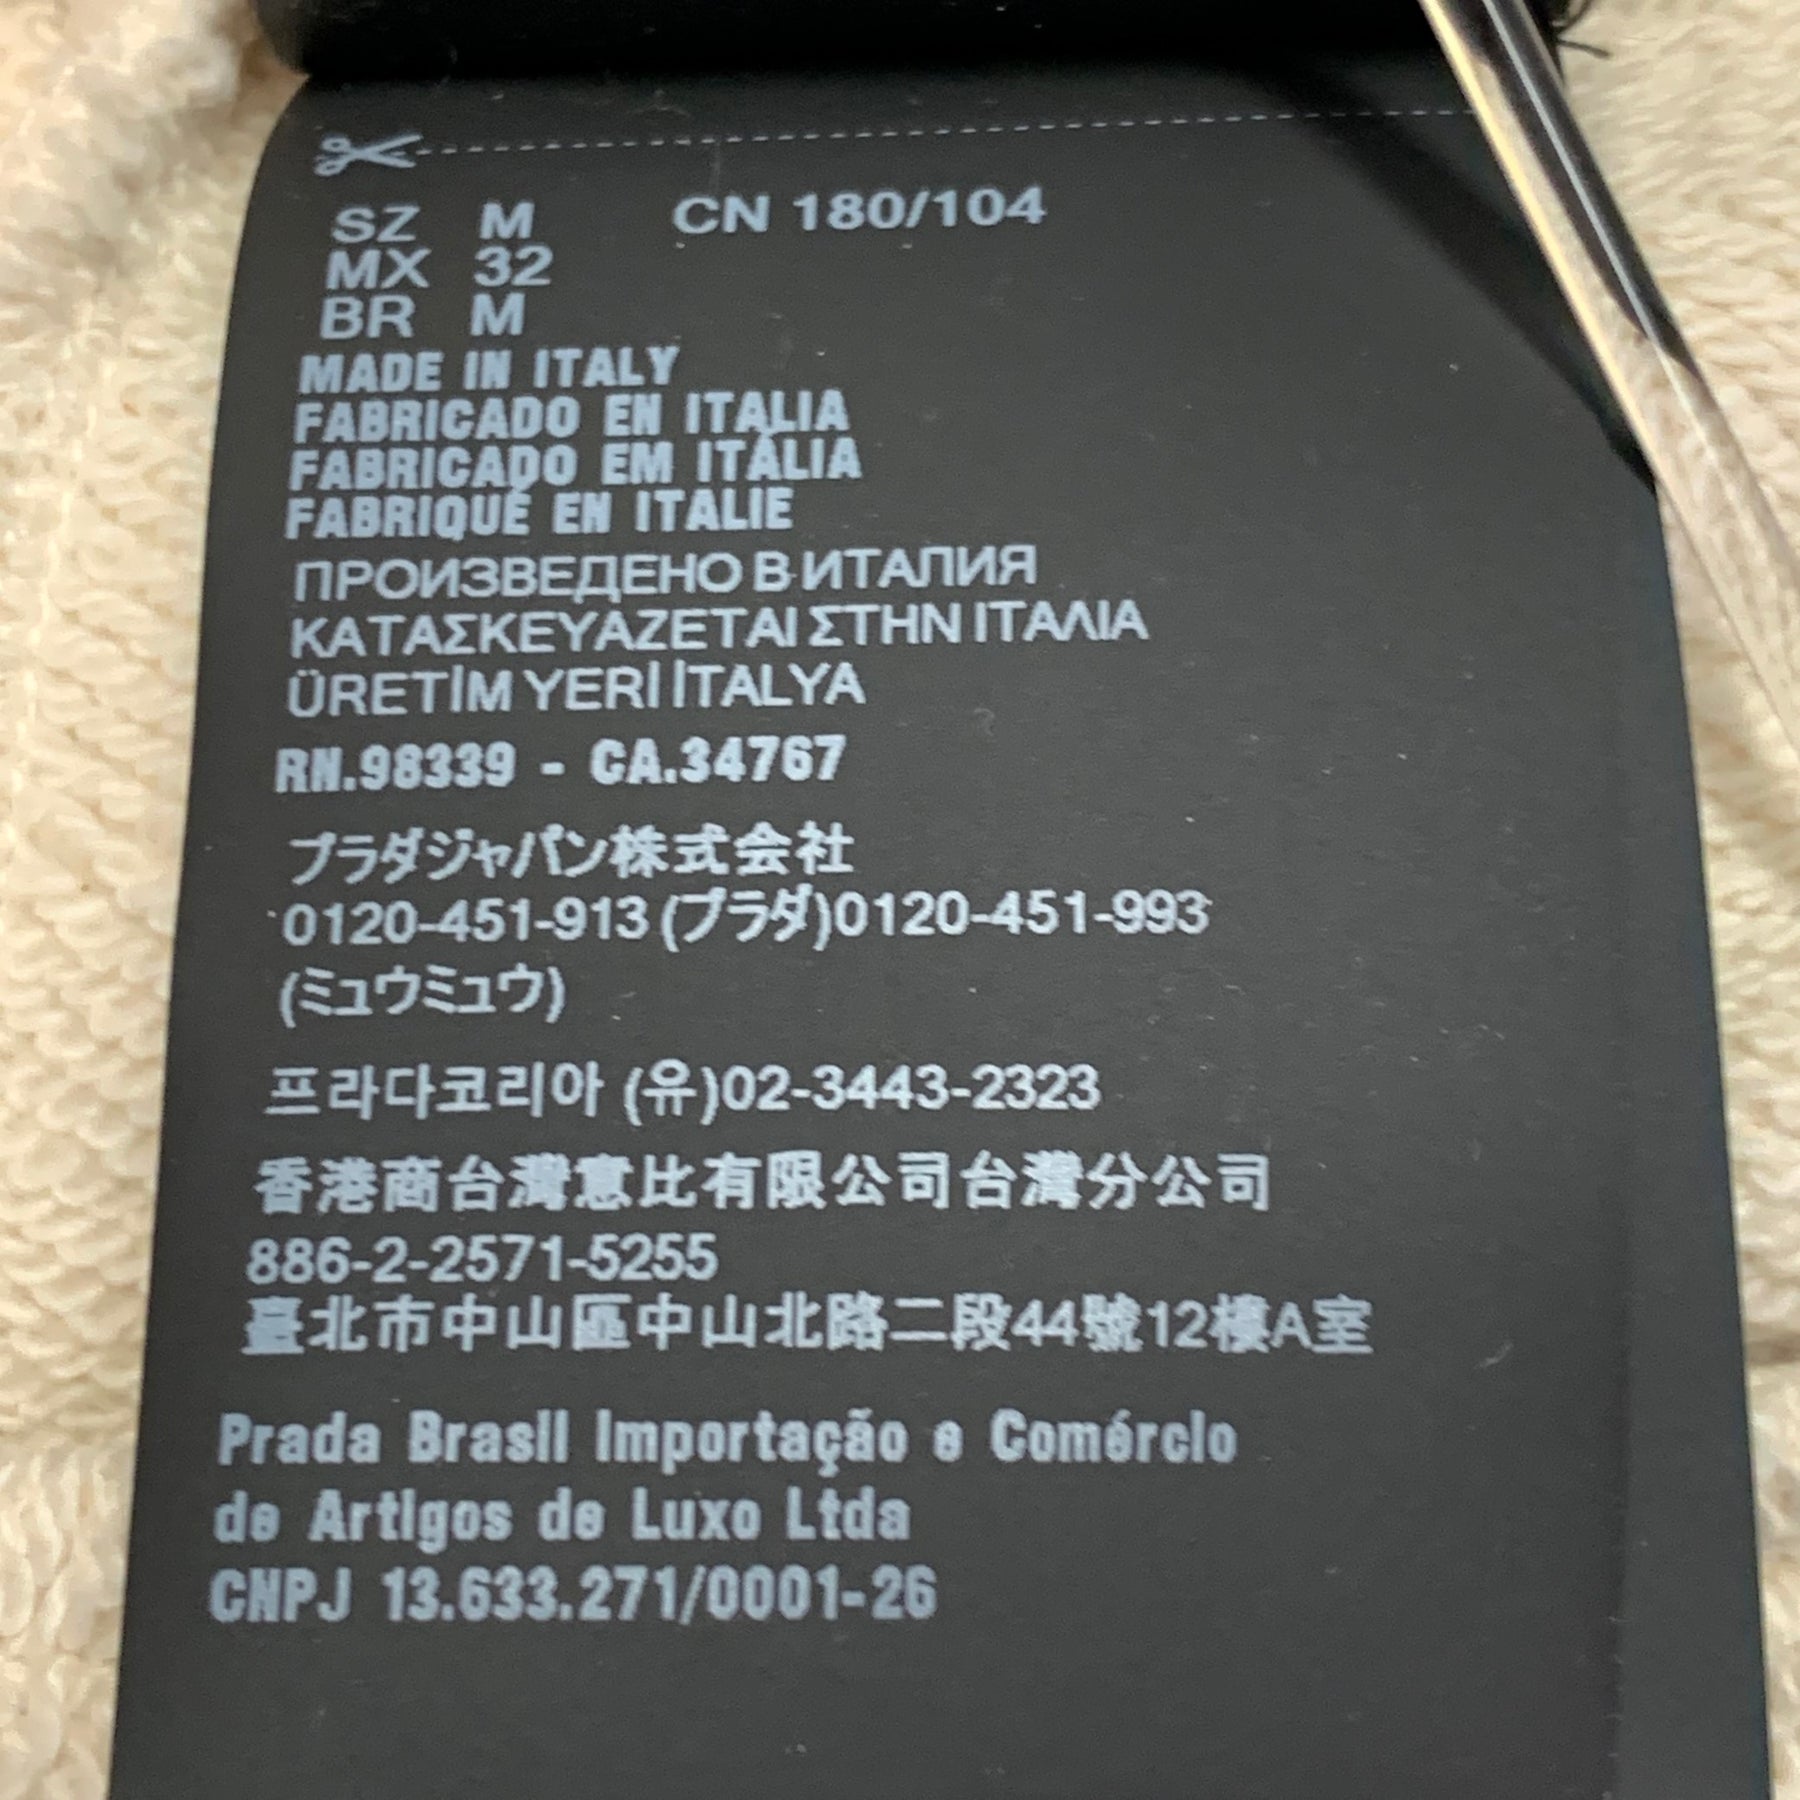 SZ M CN 180/104
MX 32
BR M
MADE IN ITALY
FABRICADO EN ITALIA
FABRICADO EM ITÁLIA
FABRIQUÉ EN ITALIE
ПРОИЗВЕДЕНО В ИТАЛИЯ
ΚΑΤΑΣΚΕΥΑΖΕΤΑΙ ΣΤΗΝ ΙΤΑΛΙΑ
ÜRETİM YERİ İTALYA
RN.98339 - CA.34767
プラダジャパン株式会社
0120-451-913 (プラダ)0120-451-993
(ミュウミュウ)
프라다코리아 (유)02-3443-2323
香港商台灣意比有限公司台灣分公司
886-2-2571-5255
臺北市中山區中山北路二段44號12樓A室
Prada Brasil Importação e Comércio
de Artigos de Luxo Ltda
CNPJ 13.633.271/0001-26